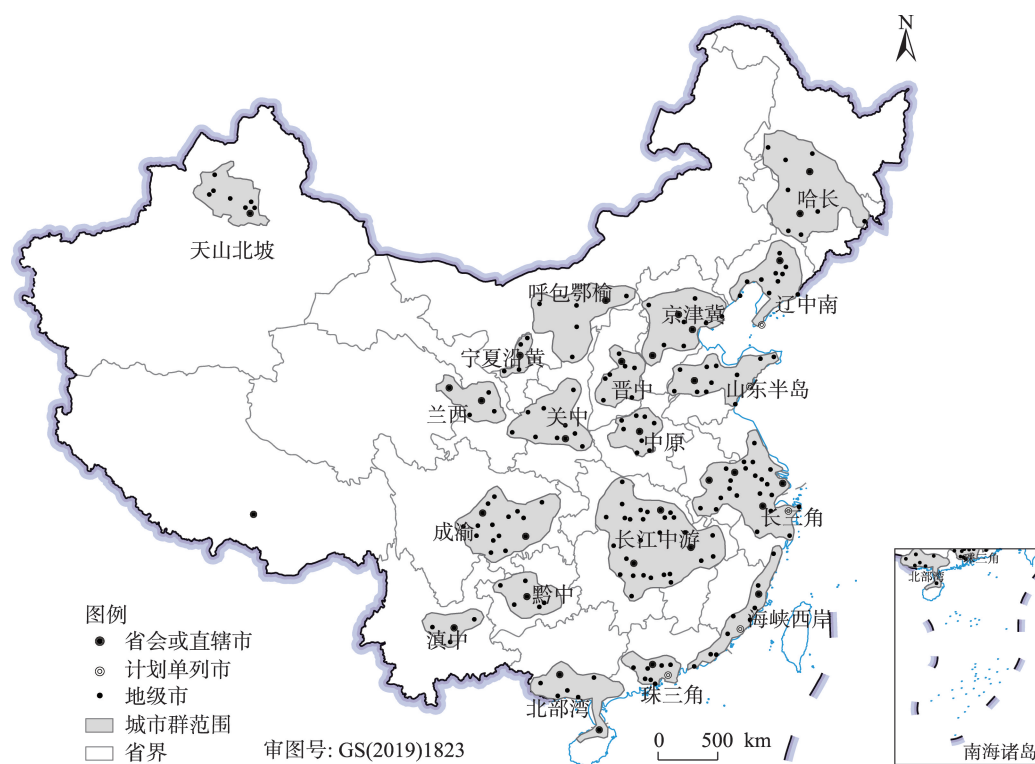 N
哈长
天山北坡
呼包鄂榆
京津冀
辽中南
宁夏沿黄
晋中
山东半岛
兰西
关中
中原
成渝
长江中游
长三角
黔中
滇中
海峡西岸
北部湾
珠三角
图例
省会或直辖市
计划单列市
地级市
城市群范围
省界
审图号: GS(2019)1823
0 500 km
北部湾
珠三角
南海诸岛